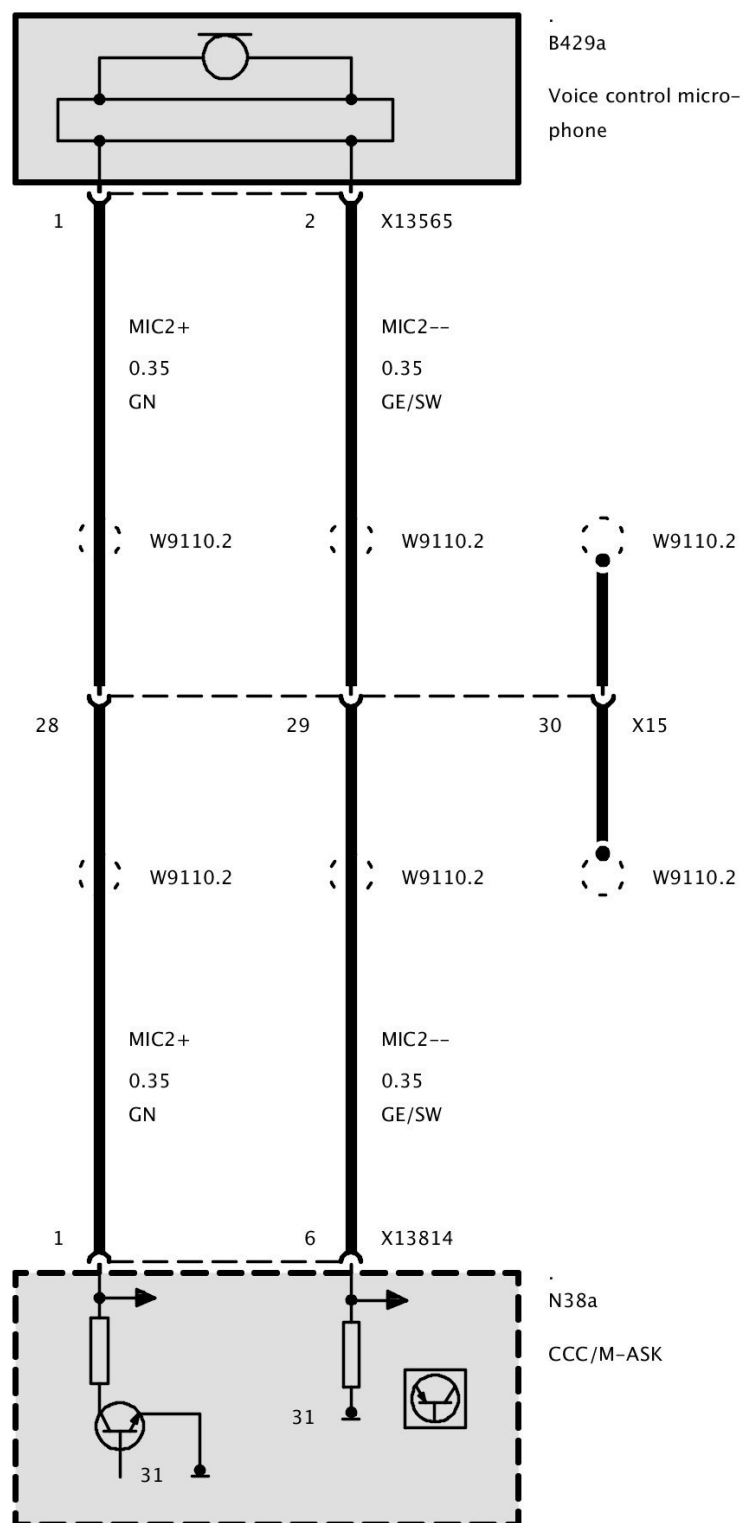 .
B429a
Voice control micro-
phone
1 2 X13565
MIC2+ MIC2--
0.35 0.35
GN GE/SW
W9110.2 W9110.2 W9110.2
28 29 30 X15
W9110.2 W9110.2 W9110.2
MIC2+ MIC2--
0.35 0.35
GN GE/SW
1 6 X13814
.
N38a
CCC/M-ASK
31
31